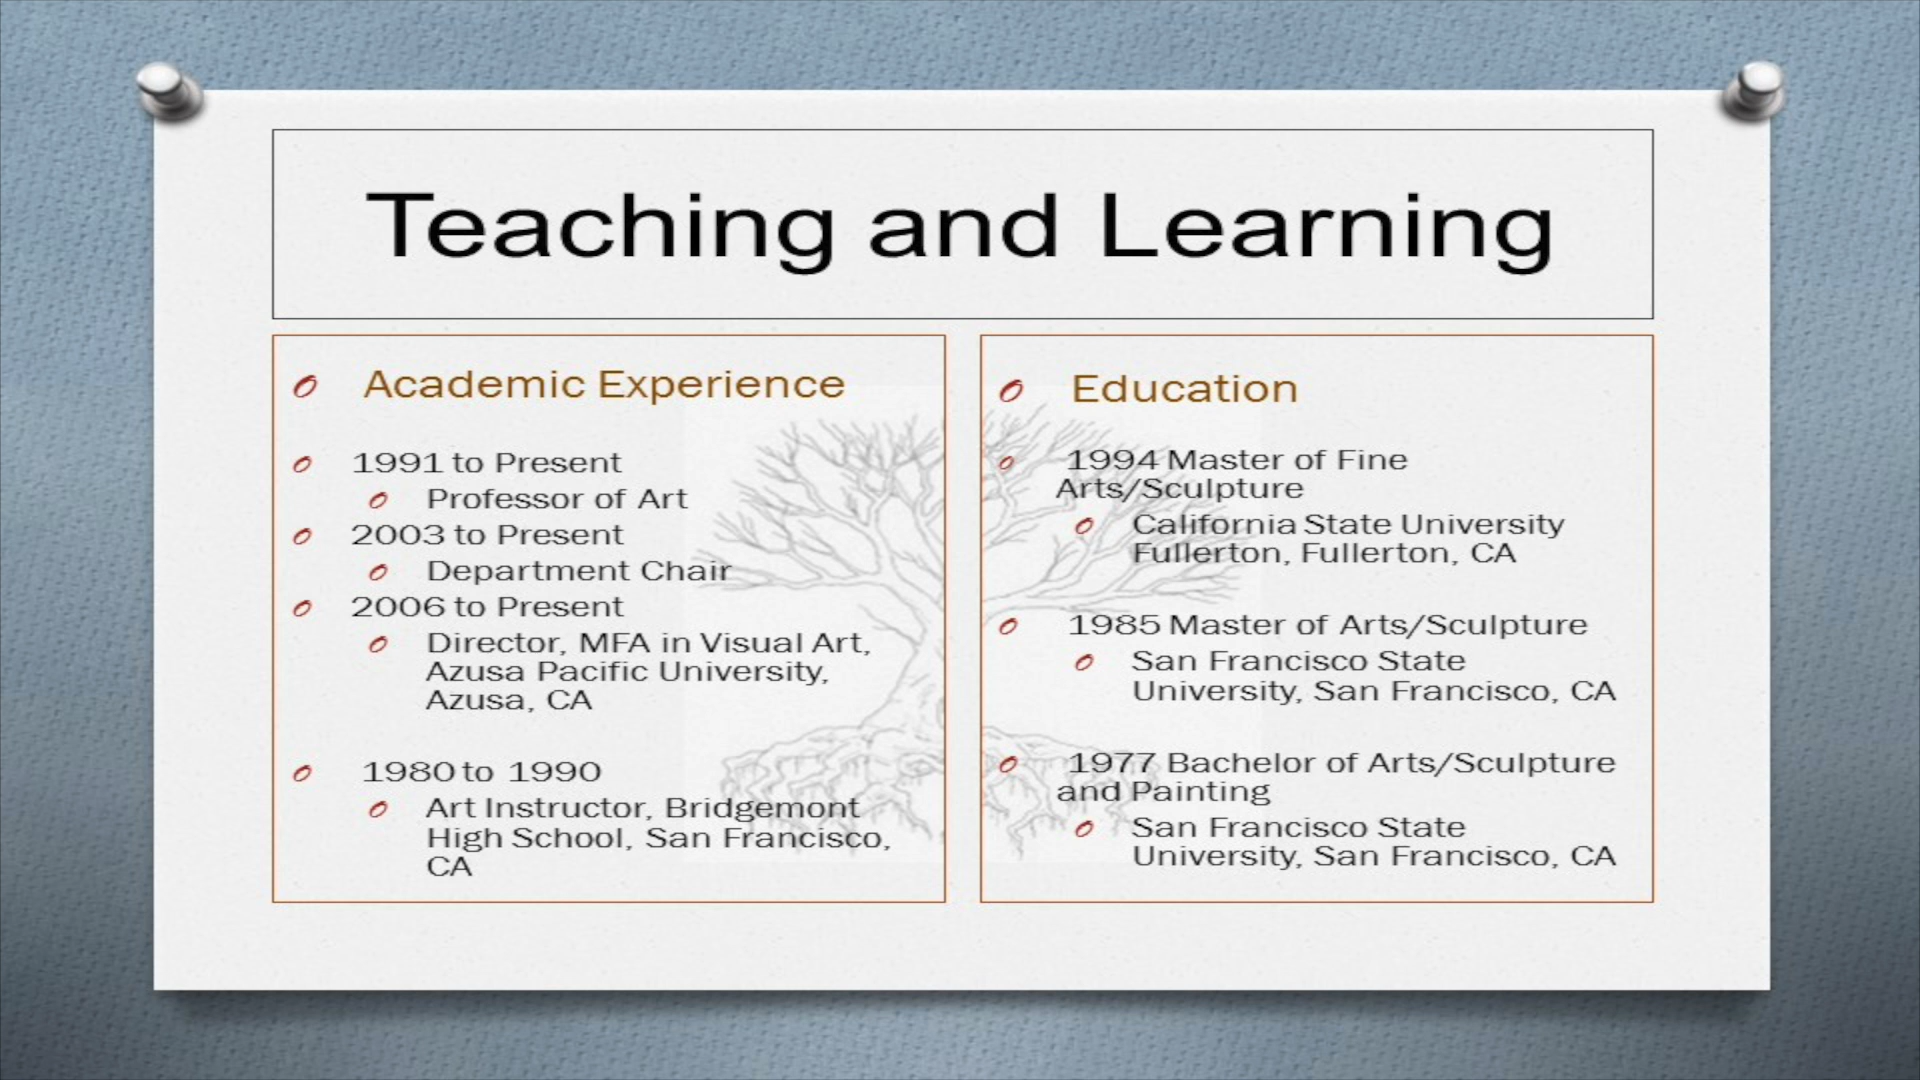 Teaching and Learning
Academic Experience
1991 to Present
Professor of Art
2003 to Present
Department Chair
2006 to Present
Director, MFA in Visual Art,
Azusa Pacific University,
Azusa, CA
1980 to 1990
Art Instructor, Bridgemont
High School, San Francisco,
CA
Education
1994 Master of Fine
Arts/Sculpture
California State University
Fullerton, Fullerton, CA
1985 Master of Arts/Sculpture
San Francisco State
University, San Francisco, CA
1977 Bachelor of Arts/Sculpture
and Painting
San Francisco State
University, San Francisco, CA